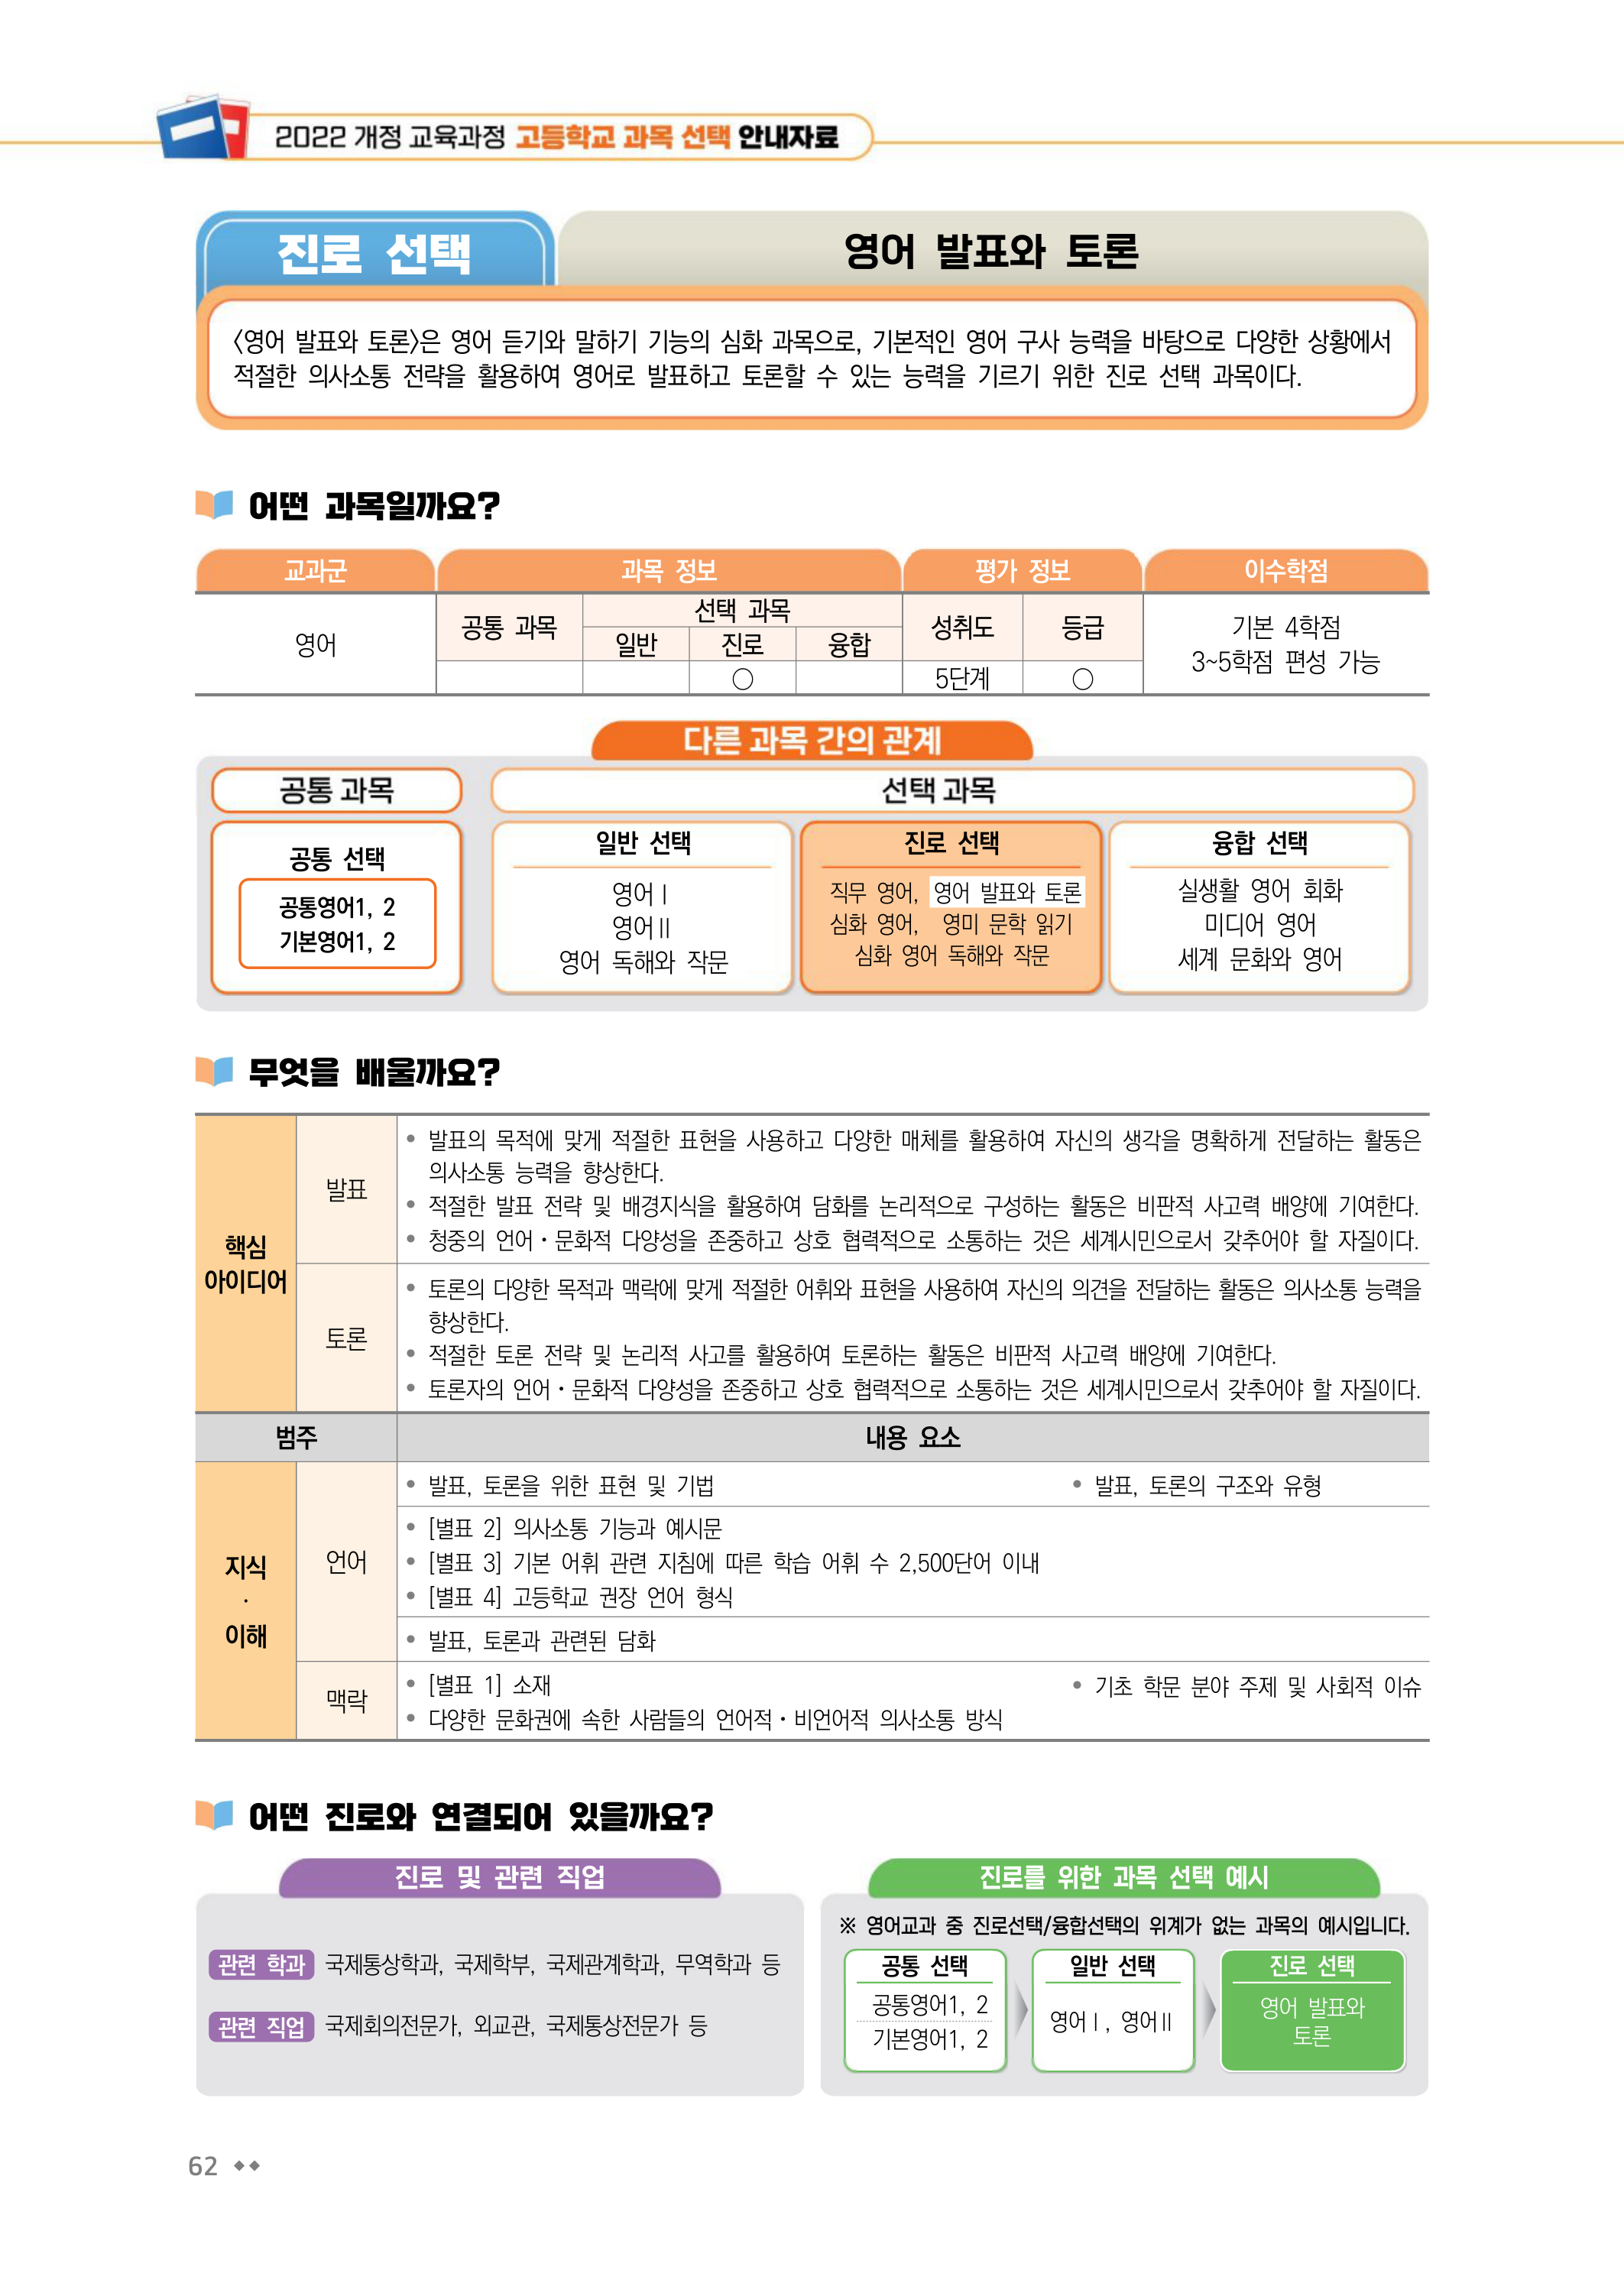 2022 개정 교육과정 고등학교 과목 선택 안내자료
진로 선택
영어 발표와 토론
〈영어 발표와 토론〉은 영어 듣기와 말하기 기능의 심화 과목으로, 기본적인 영어 구사 능력을 바탕으로 다양한 상황에서
적절한 의사소통 전략을 활용하여 영어로 발표하고 토론할 수 있는 능력을 기르기 위한 진로 선택 과목이다.
어떤 과목일까요?
교과군 과목 정보 평가 정보 이수학점
영어
공통 과목
선택 과목
일반 진로 융합
성취도 등급
○ 5단계 ○
기본 4학점
3~5학점 편성 가능
다른 과목 간의 관계
공통 과목
선택 과목
공통 선택
공통영어1, 2
기본영어1, 2
일반 선택
영어Ⅰ
영어Ⅱ
영어 독해와 작문
진로 선택
직무 영어, 영어 발표와 토론
심화 영어, 영미 문학 읽기
심화 영어 독해와 작문
융합 선택
실생활 영어 회화
미디어 영어
세계 문화와 영어
무엇을 배울까요?
핵심
아이디어
발표
• 발표의 목적에 맞게 적절한 표현을 사용하고 다양한 매체를 활용하여 자신의 생각을 명확하게 전달하는 활동은
의사소통 능력을 향상한다.
• 적절한 발표 전략 및 배경지식을 활용하여 담화를 논리적으로 구성하는 활동은 비판적 사고력 배양에 기여한다.
• 청중의 언어・문화적 다양성을 존중하고 상호 협력적으로 소통하는 것은 세계시민으로서 갖추어야 할 자질이다.
토론
• 토론의 다양한 목적과 맥락에 맞게 적절한 어휘와 표현을 사용하여 자신의 의견을 전달하는 활동은 의사소통 능력을
향상한다.
• 적절한 토론 전략 및 논리적 사고를 활용하여 토론하는 활동은 비판적 사고력 배양에 기여한다.
• 토론자의 언어・문화적 다양성을 존중하고 상호 협력적으로 소통하는 것은 세계시민으로서 갖추어야 할 자질이다.
범주 내용 요소
지식
·
이해
언어
• 발표, 토론을 위한 표현 및 기법 • 발표, 토론의 구조와 유형
• [별표 2] 의사소통 기능과 예시문
• [별표 3] 기본 어휘 관련 지침에 따른 학습 어휘 수 2,500단어 이내
• [별표 4] 고등학교 권장 언어 형식
• 발표, 토론과 관련된 담화
맥락
• [별표 1] 소재 • 기초 학문 분야 주제 및 사회적 이슈
• 다양한 문화권에 속한 사람들의 언어적・비언어적 의사소통 방식
어떤 진로와 연결되어 있을까요?
진로 및 관련 직업
관련 학과 국제통상학과, 국제학부, 국제관계학과, 무역학과 등
관련 직업 국제회의전문가, 외교관, 국제통상전문가 등
진로를 위한 과목 선택 예시
※ 영어교과 중 진로선택/융합선택의 위계가 없는 과목의 예시입니다.
공통 선택
공통영어1, 2
기본영어1, 2
일반 선택
영어Ⅰ, 영어Ⅱ
진로 선택
영어 발표와
토론
62 ◆◆